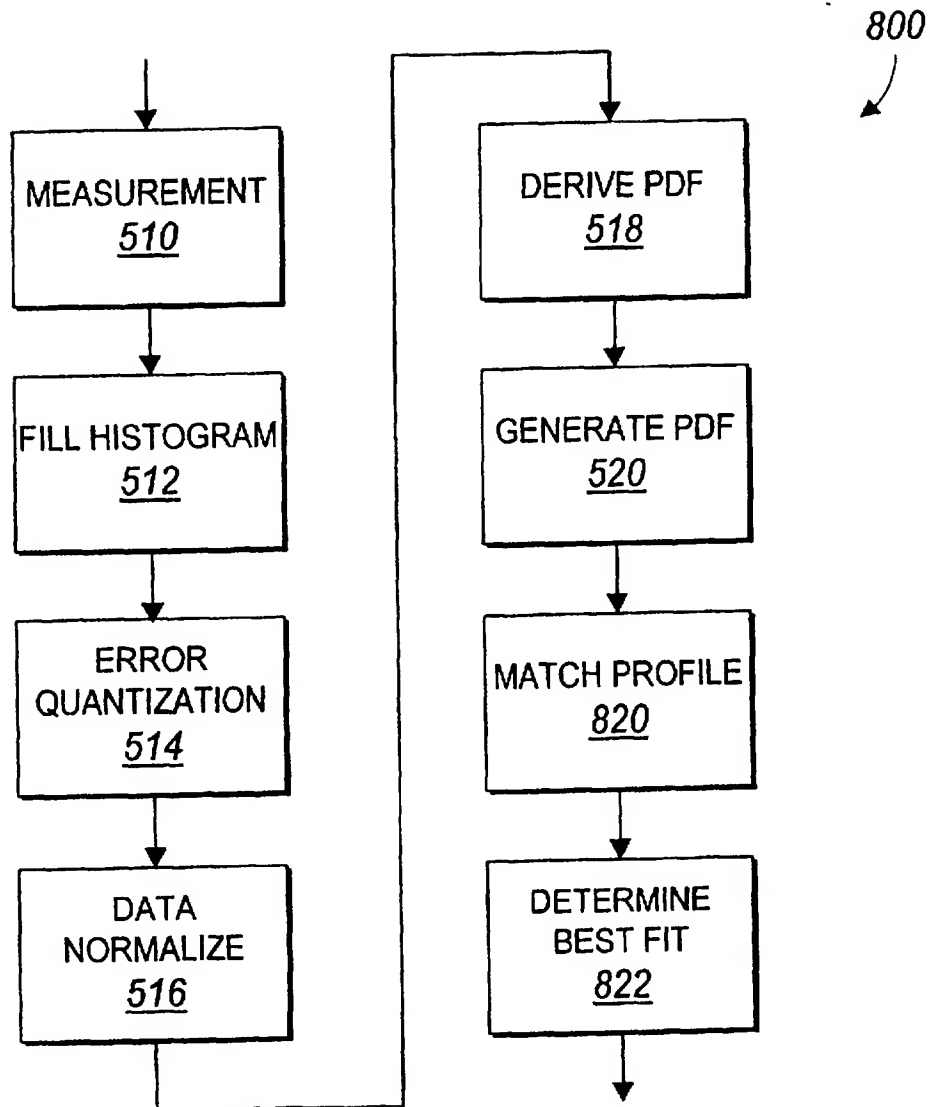 800
MEASUREMENT
510
FILL HISTOGRAM
512
ERROR
QUANTIZATION
514
DATA
NORMALIZE
516
DERIVE PDF
518
GENERATE PDF
520
MATCH PROFILE
820
DETERMINE
BEST FIT
822